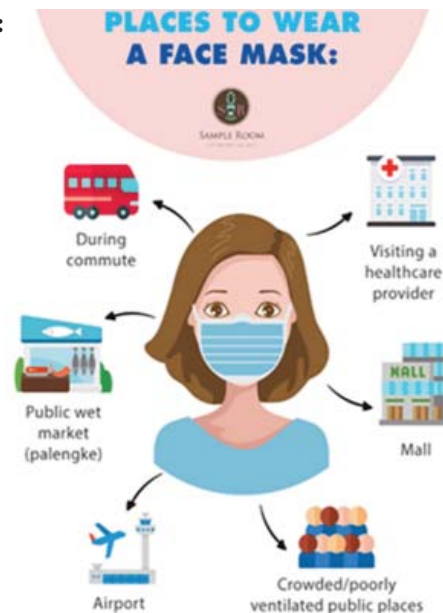 :
PLACES TO WEAR
A FACE MASK:
SR
SAMPLE ROOM
During
commute
Visiting a
healthcare
provider
Public wet
market
(palengke)
MALL
Mall
Airport
Crowded/poorly
ventilated public places